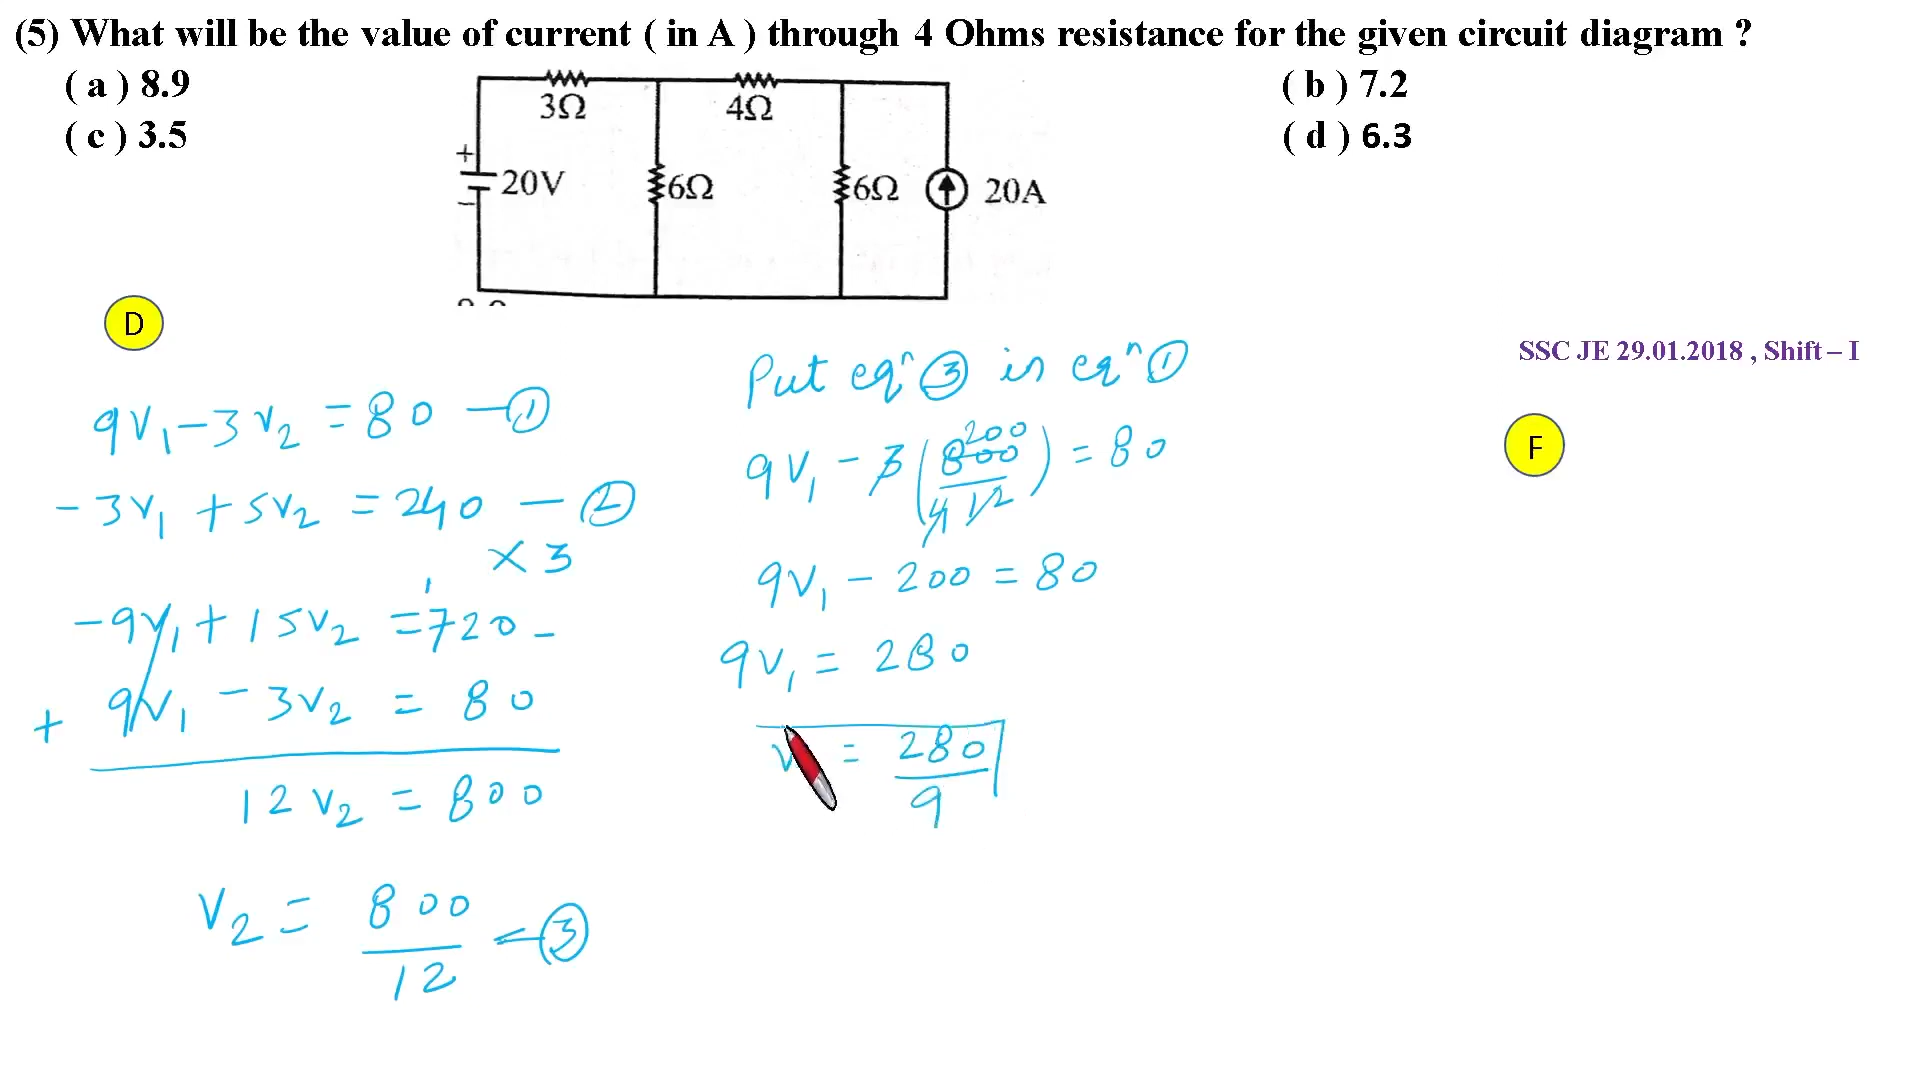 (5) What will be the value of current ( in A ) through 4 Ohms resistance for the given circuit diagram ?
( a ) 8.9
( b ) 7.2
( c ) 3.5
( d ) 6.3
3Ω
4Ω
+
20V
−
6Ω
6Ω
20A
D
SSC JE 29.01.2018 , Shift – I
F
9V₁ − 3V₂ = 80 — ①
−3V₁ + 5V₂ = 240 — ②
× 3
−9V₁ + 15V₂ = 720 −
+ 9V₁ − 3V₂ = 80
12V₂ = 800
V₂ = 800/12 — ③
Put eqⁿ ③ in eqⁿ ①
9V₁ − 3(800/12) = 80
200
4
9V₁ − 200 = 80
9V₁ = 280
V = 280/9